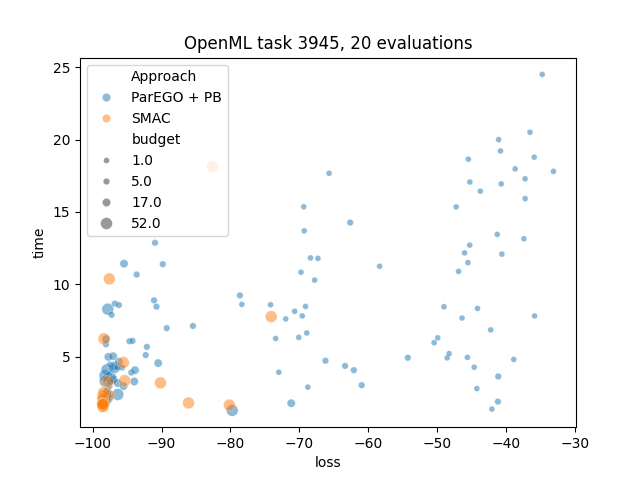 OpenML task 3945, 20 evaluations
25
20
15
10
5
time
Approach
ParEGO + PB
SMAC
budget
1.0
5.0
17.0
52.0
−100 −90 −80 −70 −60 −50 −40 −30
loss